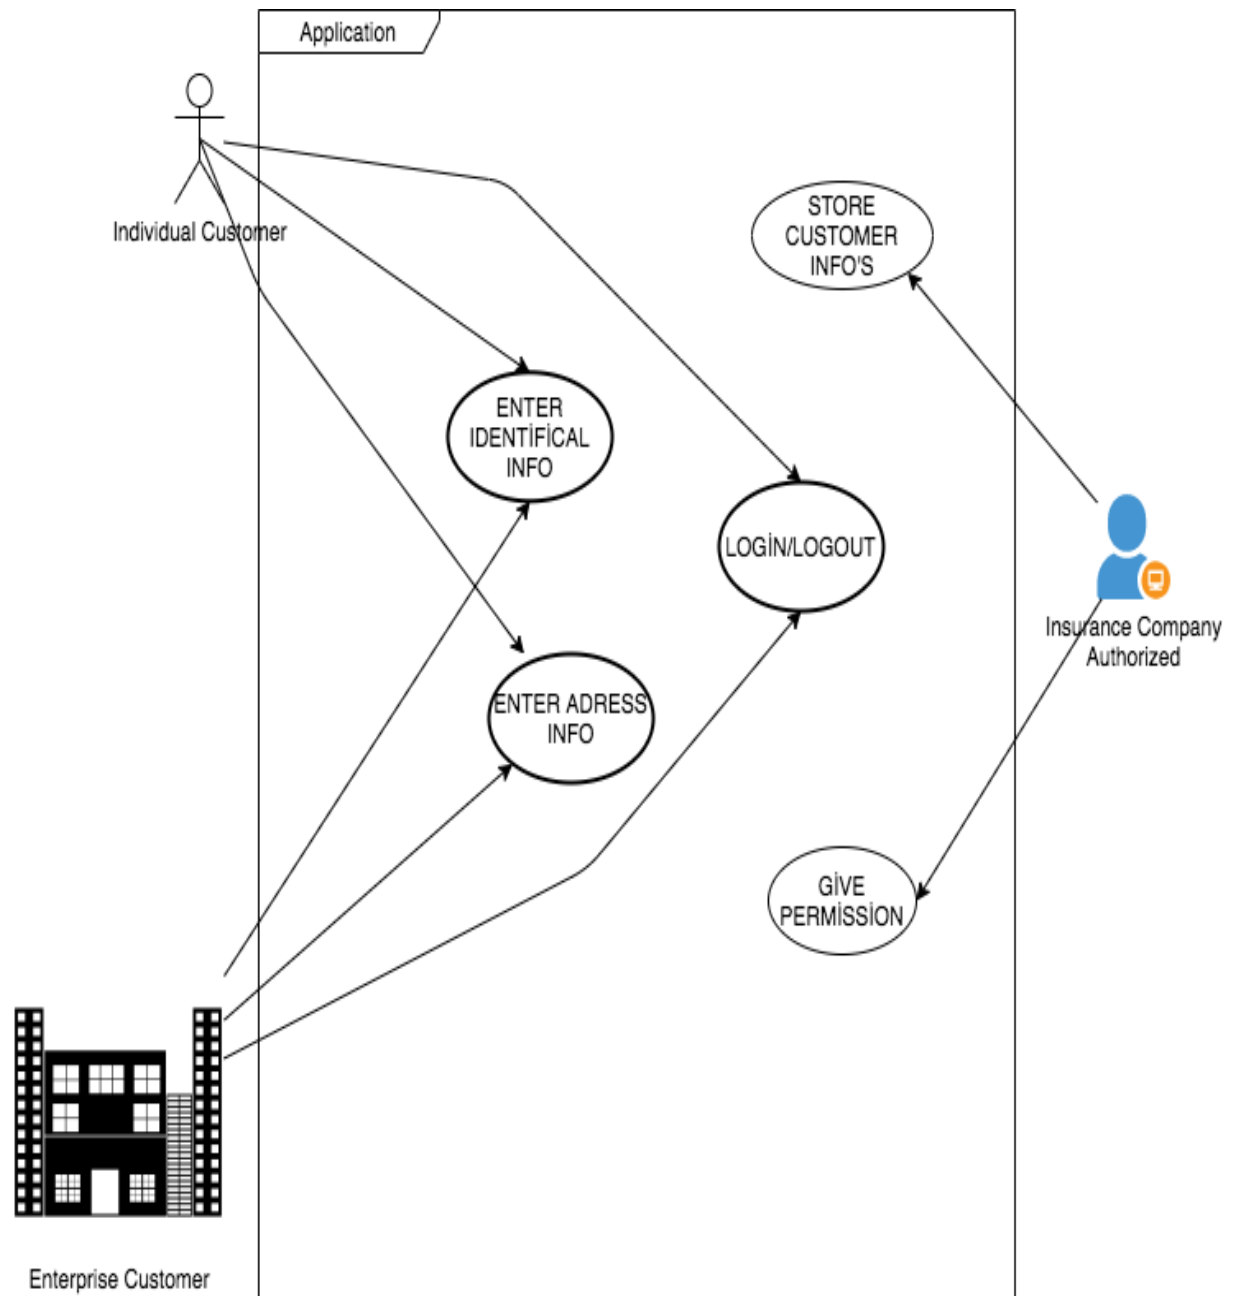 Application
Individual Customer
STORE
CUSTOMER
INFO'S
ENTER
IDENTİFİCAL
INFO
LOGİN/LOGOUT
Insurance Company
Authorized
ENTER ADRESS
INFO
GİVE
PERMİSSİON
Enterprise Customer